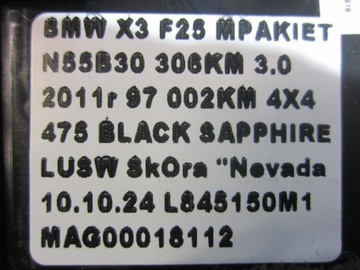 BMW X3 F25 MPAKIET
N55B30 306KM 3.0
2011r 97 002KM 4X4
475 BLACK SAPPHIRE
LUSW SkOra "Nevada
10.10.24 L845150M1
MAG00018112